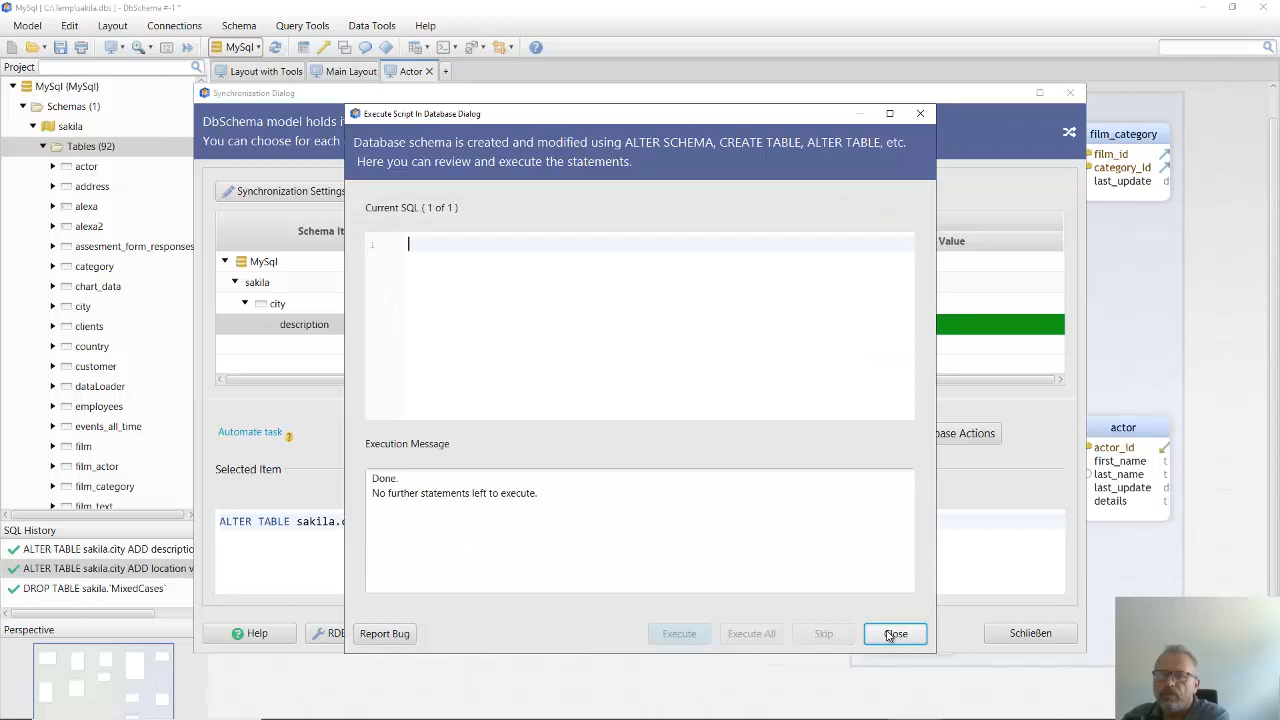 MySql [ C:\Temp\sakila.dbs ] - DbSchema #-1 *
Model Edit Layout Connections Schema Query Tools Data Tools Help
MySql
Project
Layout with Tools
Main Layout
Actor
MySql (MySql)
Schemas (1)
sakila
Tables (92)
actor
address
alexa
alexa2
assesment_form_responses
category
chart_data
city
clients
country
customer
dataLoader
employees
events_all_time
film
film_actor
film_category
film_text
SQL History
ALTER TABLE sakila.city ADD descriptio
ALTER TABLE sakila.city ADD location v
DROP TABLE sakila.`MixedCases`
Perspective
Synchronization Dialog
DbSchema model holds i
You can choose for each
Synchronization Settings
Schema It
Value
MySql
sakila
city
description
Automate task
base Actions
Selected Item
ALTER TABLE sakila.c
Help
RDE
Schließen
Execute Script In Database Dialog
Database schema is created and modified using ALTER SCHEMA, CREATE TABLE, ALTER TABLE, etc.
Here you can review and execute the statements.
Current SQL ( 1 of 1 )
1
Execution Message
Done.
No further statements left to execute.
Report Bug
Execute
Execute All
Skip
Close
film_category
film_id
category_id
last_update d
actor
actor_id
first_name t
last_name t
last_update d
details t